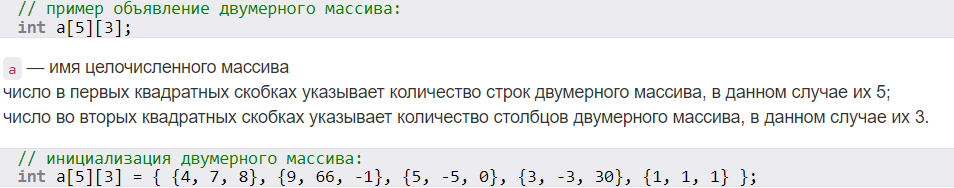 // пример объявление двумерного массива:
int a[5][3];
a — имя целочисленного массива
число в первых квадратных скобках указывает количество строк двумерного массива, в данном случае их 5;
число во вторых квадратных скобках указывает количество столбцов двумерного массива, в данном случае их 3.
// инициализация двумерного массива:
int a[5][3] = { {4, 7, 8}, {9, 66, -1}, {5, -5, 0}, {3, -3, 30}, {1, 1, 1} };